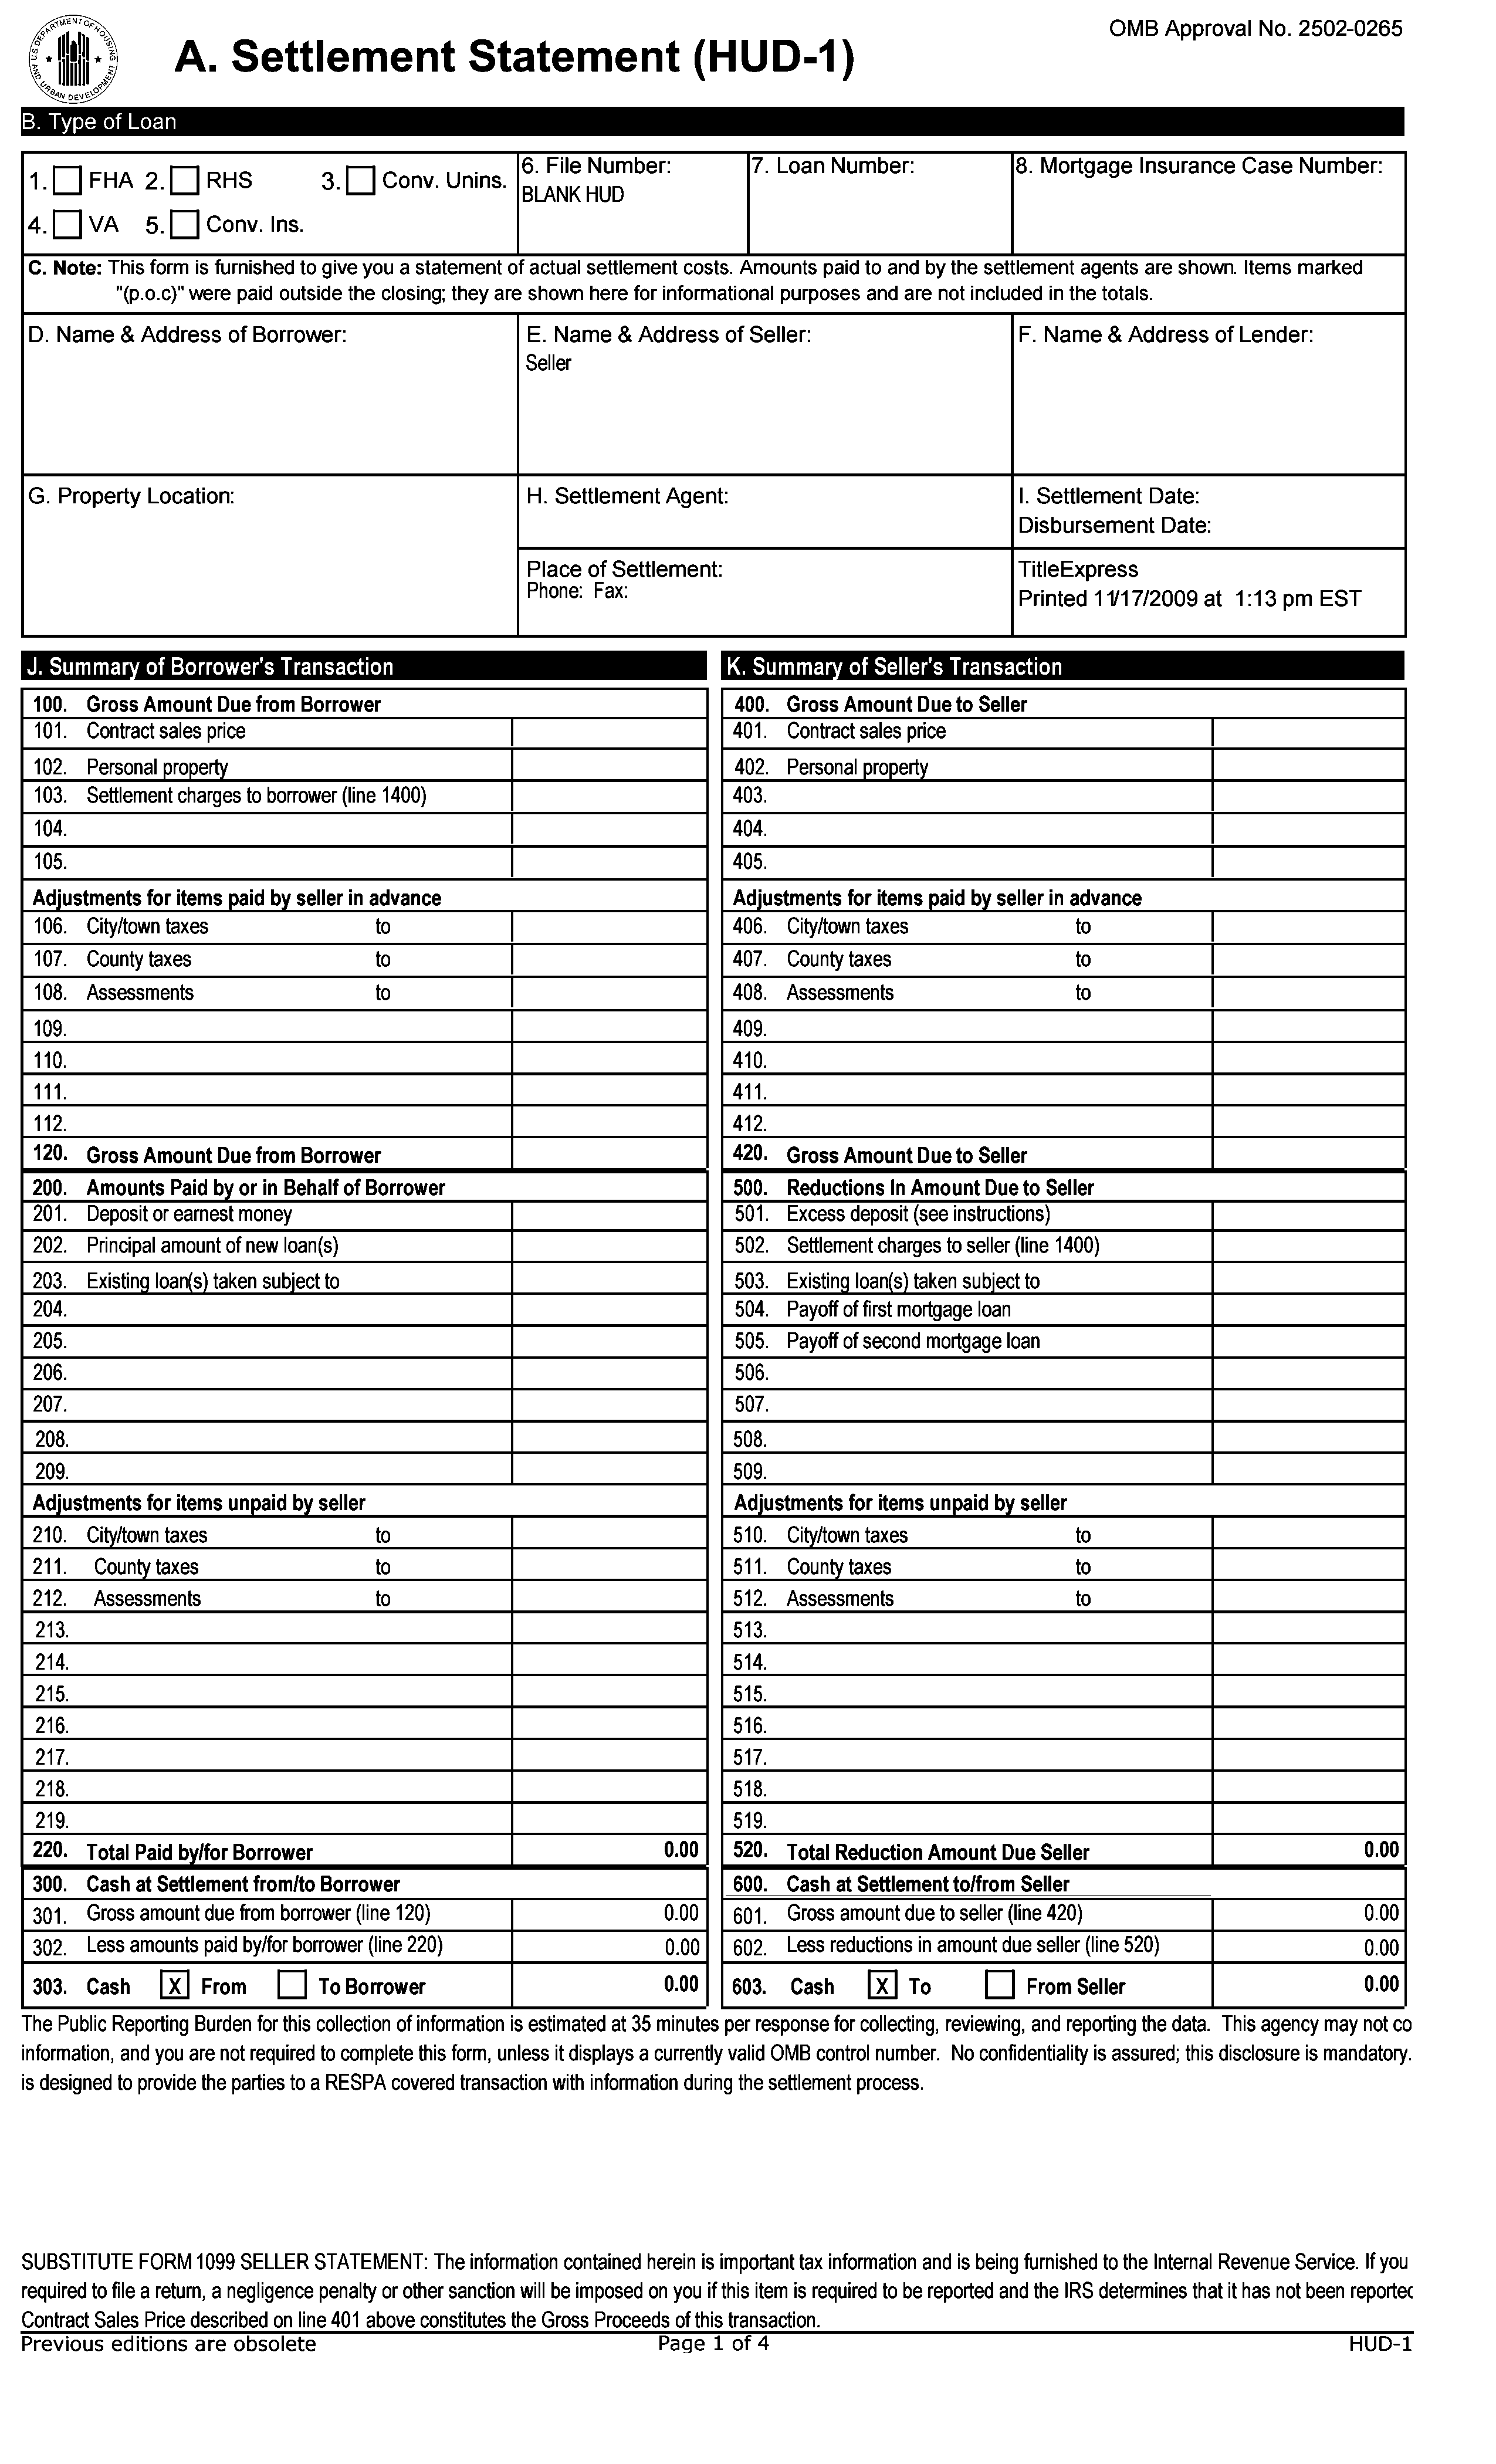 OMB Approval No. 2502-0265
U.S. DEPARTMENT OF HOUSING AND URBAN DEVELOPMENT
A. Settlement Statement (HUD-1)
B. Type of Loan
1. FHA 2. RHS 3. Conv. Unins.
4. VA 5. Conv. Ins.
6. File Number:
BLANK HUD
7. Loan Number:
8. Mortgage Insurance Case Number:
C. Note: This form is furnished to give you a statement of actual settlement costs. Amounts paid to and by the settlement agents are shown. Items marked
"(p.o.c)" were paid outside the closing; they are shown here for informational purposes and are not included in the totals.
D. Name & Address of Borrower:
E. Name & Address of Seller:
Seller
F. Name & Address of Lender:
G. Property Location:
H. Settlement Agent:
I. Settlement Date:
Disbursement Date:
Place of Settlement:
Phone: Fax:
TitleExpress
Printed 11/17/2009 at 1:13 pm EST
J. Summary of Borrower's Transaction
100. Gross Amount Due from Borrower
101. Contract sales price
102. Personal property
103. Settlement charges to borrower (line 1400)
104.
105.
Adjustments for items paid by seller in advance
106. City/town taxes to
107. County taxes to
108. Assessments to
109.
110.
111.
112.
120. Gross Amount Due from Borrower
200. Amounts Paid by or in Behalf of Borrower
201. Deposit or earnest money
202. Principal amount of new loan(s)
203. Existing loan(s) taken subject to
204.
205.
206.
207.
208.
209.
Adjustments for items unpaid by seller
210. City/town taxes to
211. County taxes to
212. Assessments to
213.
214.
215.
216.
217.
218.
219.
220. Total Paid by/for Borrower 0.00
300. Cash at Settlement from/to Borrower
301. Gross amount due from borrower (line 120) 0.00
302. Less amounts paid by/for borrower (line 220) 0.00
303. Cash X From To Borrower 0.00
K. Summary of Seller's Transaction
400. Gross Amount Due to Seller
401. Contract sales price
402. Personal property
403.
404.
405.
Adjustments for items paid by seller in advance
406. City/town taxes to
407. County taxes to
408. Assessments to
409.
410.
411.
412.
420. Gross Amount Due to Seller
500. Reductions In Amount Due to Seller
501. Excess deposit (see instructions)
502. Settlement charges to seller (line 1400)
503. Existing loan(s) taken subject to
504. Payoff of first mortgage loan
505. Payoff of second mortgage loan
506.
507.
508.
509.
Adjustments for items unpaid by seller
510. City/town taxes to
511. County taxes to
512. Assessments to
513.
514.
515.
516.
517.
518.
519.
520. Total Reduction Amount Due Seller 0.00
600. Cash at Settlement to/from Seller
601. Gross amount due to seller (line 420) 0.00
602. Less reductions in amount due seller (line 520) 0.00
603. Cash X To From Seller 0.00
The Public Reporting Burden for this collection of information is estimated at 35 minutes per response for collecting, reviewing, and reporting the data. This agency may not co
information, and you are not required to complete this form, unless it displays a currently valid OMB control number. No confidentiality is assured; this disclosure is mandatory.
is designed to provide the parties to a RESPA covered transaction with information during the settlement process.
SUBSTITUTE FORM 1099 SELLER STATEMENT: The information contained herein is important tax information and is being furnished to the Internal Revenue Service. If you
required to file a return, a negligence penalty or other sanction will be imposed on you if this item is required to be reported and the IRS determines that it has not been reported
Contract Sales Price described on line 401 above constitutes the Gross Proceeds of this transaction.
Previous editions are obsolete Page 1 of 4 HUD-1